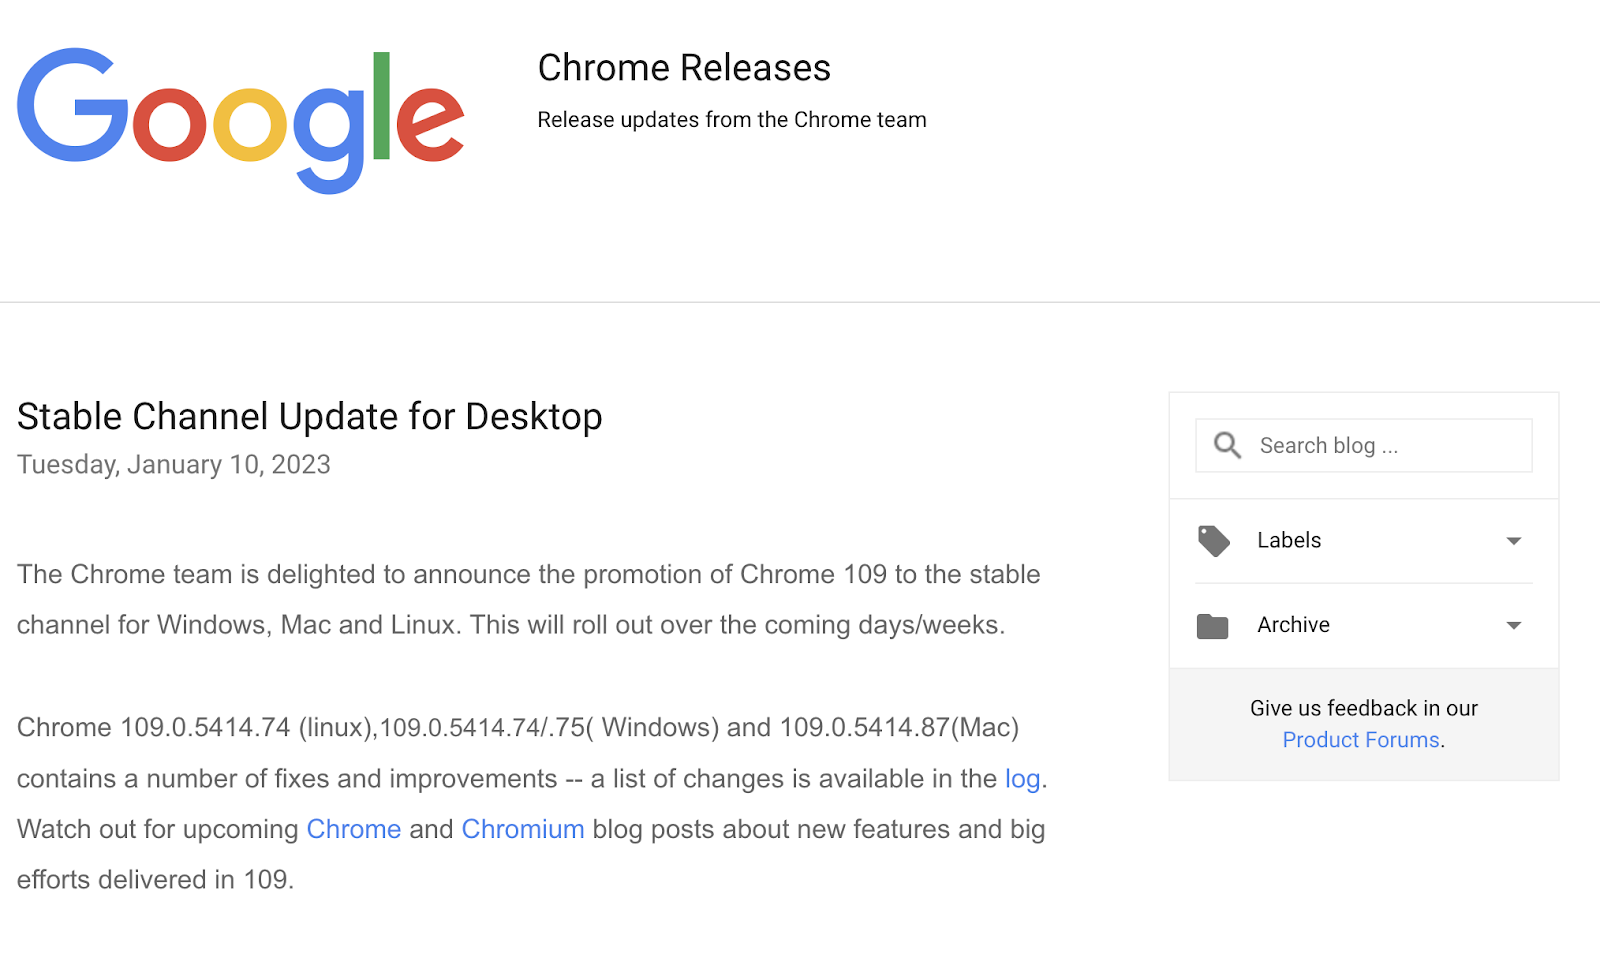 Google
Chrome Releases
Release updates from the Chrome team
Stable Channel Update for Desktop
Tuesday, January 10, 2023
The Chrome team is delighted to announce the promotion of Chrome 109 to the stable
channel for Windows, Mac and Linux. This will roll out over the coming days/weeks.
Chrome 109.0.5414.74 (linux),109.0.5414.74/.75( Windows) and 109.0.5414.87(Mac)
contains a number of fixes and improvements -- a list of changes is available in the log.
Watch out for upcoming Chrome and Chromium blog posts about new features and big
efforts delivered in 109.
Search blog ...
Labels
Archive
Give us feedback in our
Product Forums.